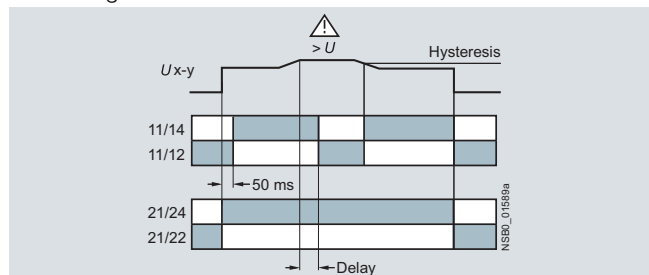 > U
Hysteresis
U x-y
11/14
11/12
50 ms
21/24
21/22
Delay
NSB0_01589a